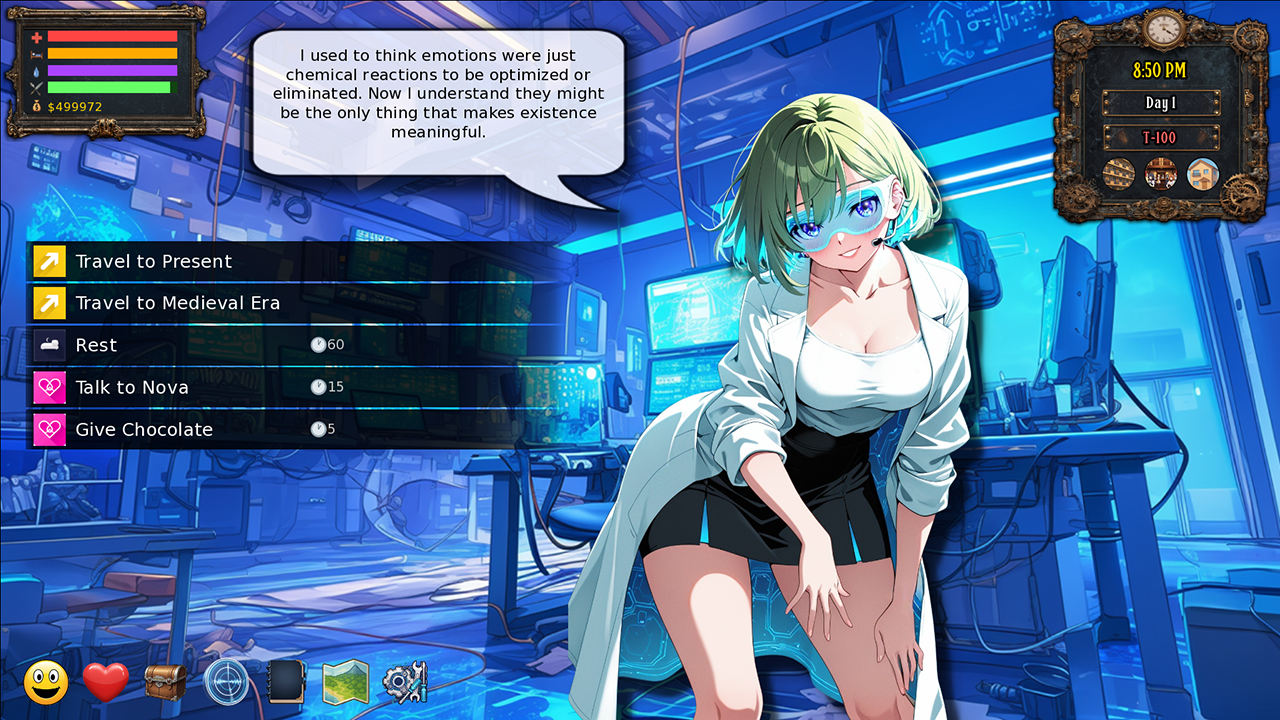 $499972
I used to think emotions were just
chemical reactions to be optimized or
eliminated. Now I understand they might
be the only thing that makes existence
meaningful.
8:50 PM
Day 1
T-100
Travel to Present
Travel to Medieval Era
Rest 60
Talk to Nova 15
Give Chocolate 5